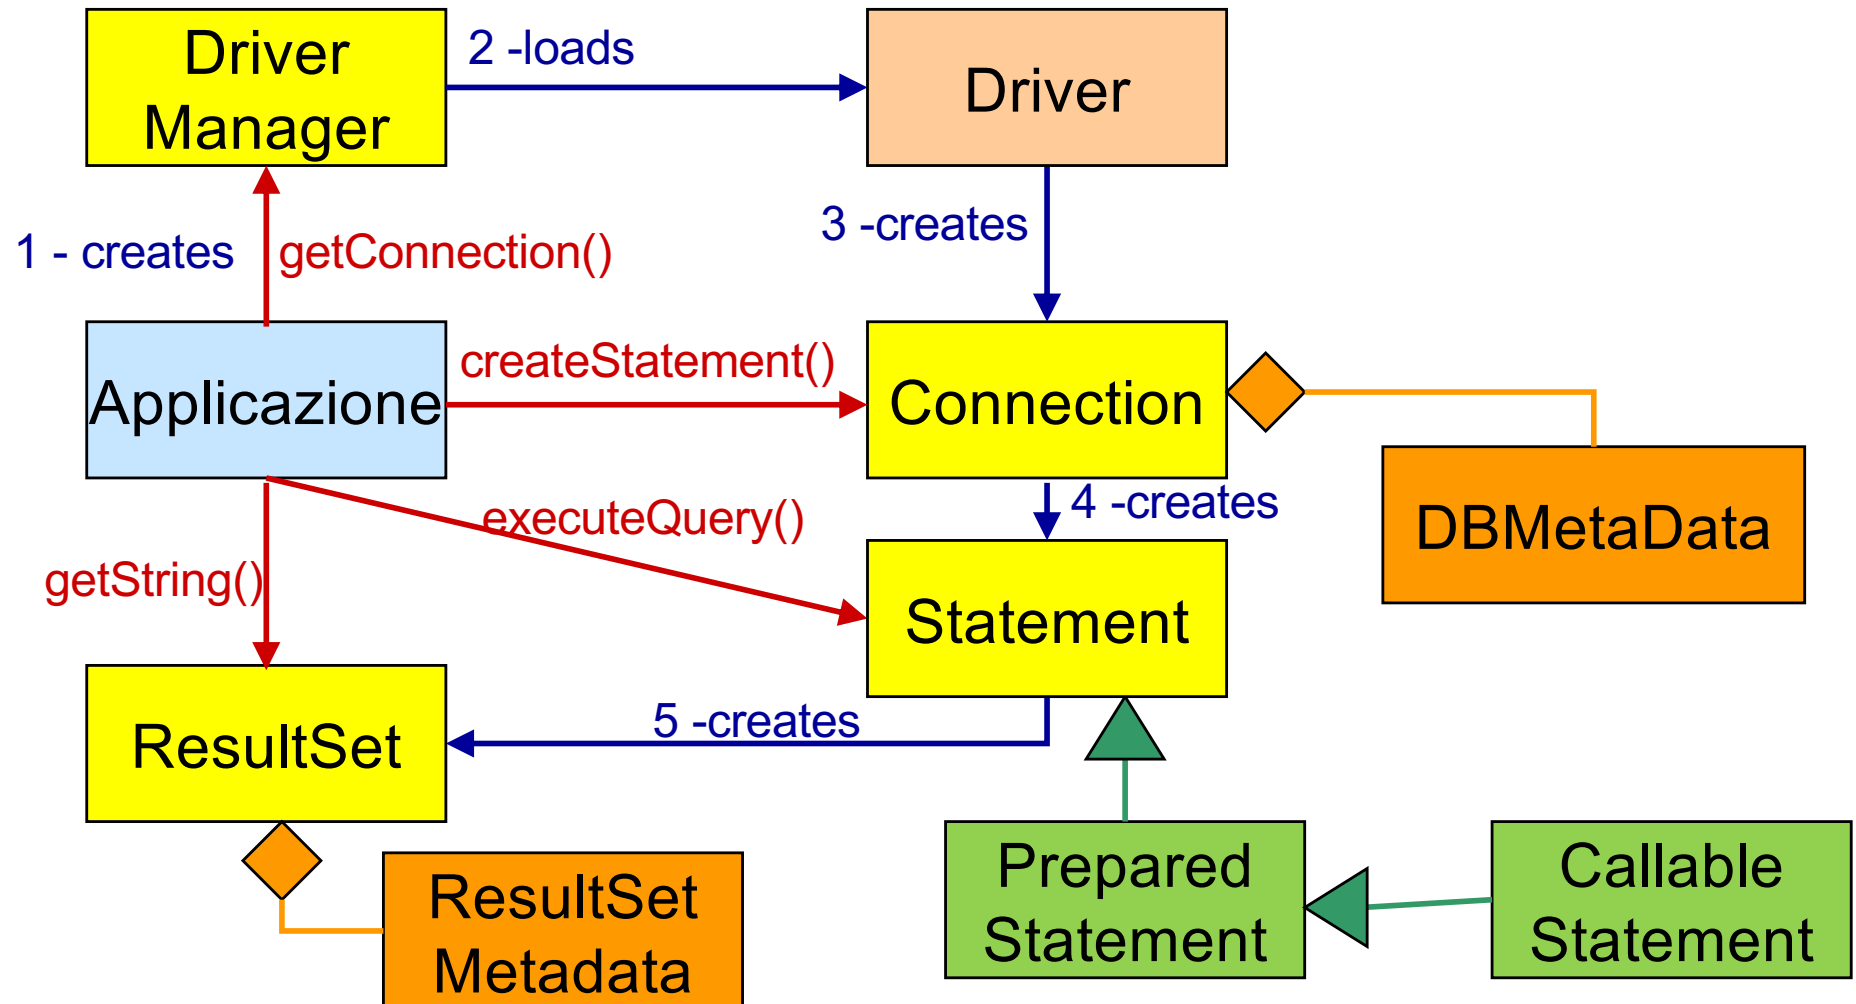 Driver
Manager
2 -loads
Driver
1 - creates
getConnection()
3 -creates
Applicazione
createStatement()
Connection
DBMetaData
4 -creates
executeQuery()
getString()
Statement
ResultSet
5 -creates
ResultSet
Metadata
Prepared
Statement
Callable
Statement